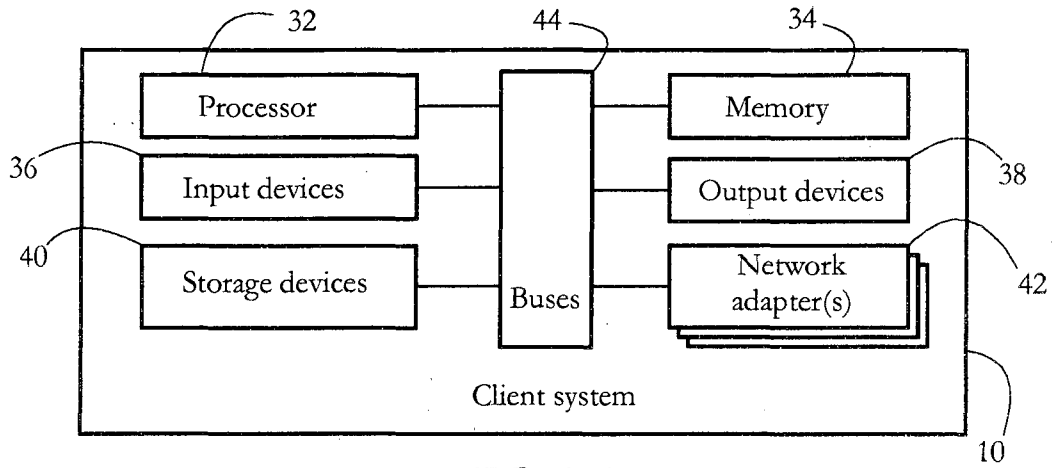 32
44
34
Processor
Memory
36
Input devices
Output devices
38
40
Storage devices
Buses
Network
adapter(s)
42
Client system
10